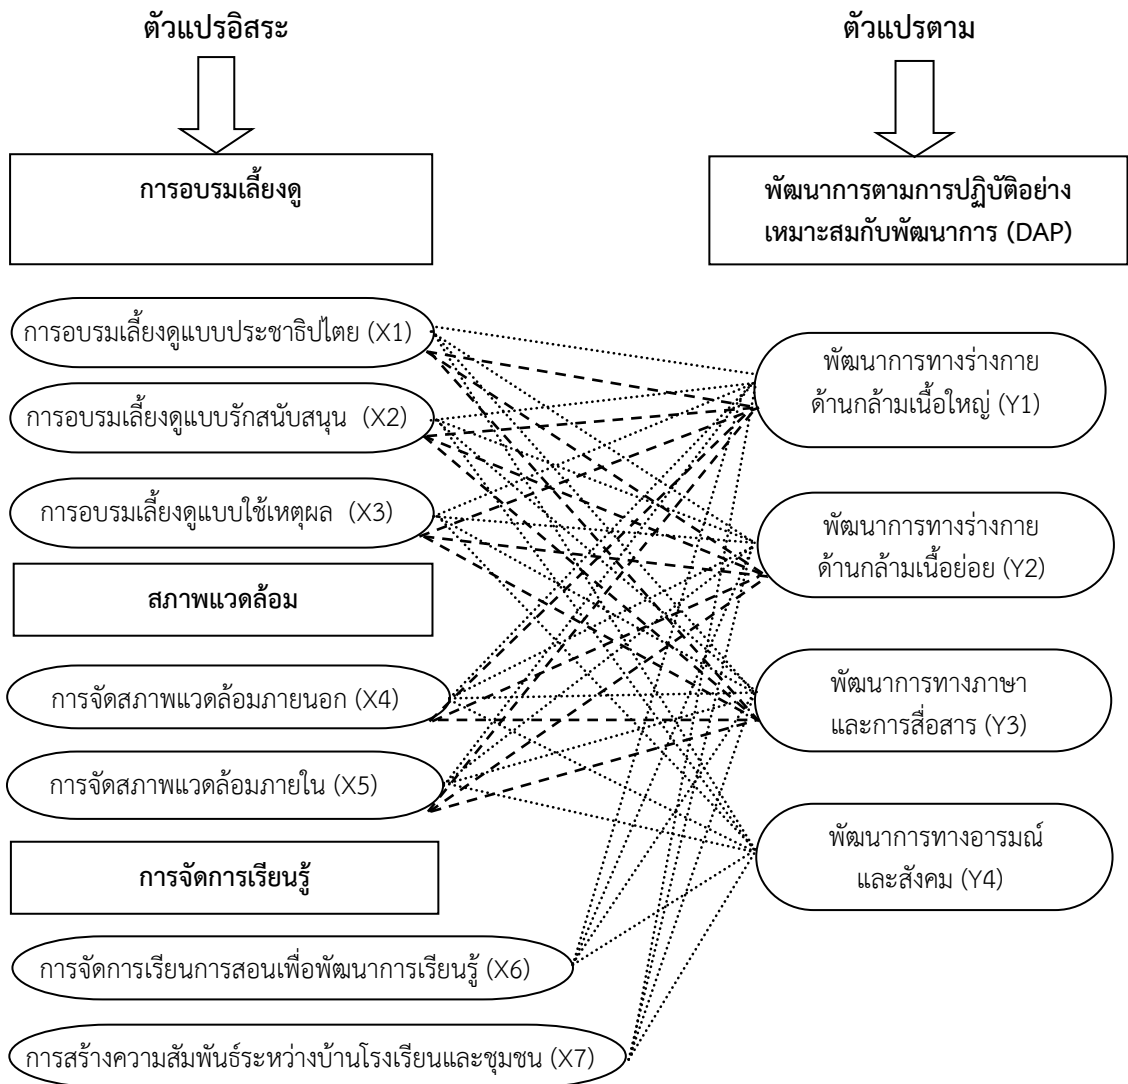 ตัวแปรอิสระ
การอบรมเลี้ยงดู
การอบรมเลี้ยงดูแบบประชาธิปไตย (X1)
การอบรมเลี้ยงดูแบบรักสนับสนุน (X2)
การอบรมเลี้ยงดูแบบใช้เหตุผล (X3)
สภาพแวดล้อม
การจัดสภาพแวดล้อมภายนอก (X4)
การจัดสภาพแวดล้อมภายใน (X5)
การจัดการเรียนรู้
การจัดการเรียนการสอนเพื่อพัฒนาการเรียนรู้ (X6)
การสร้างความสัมพันธ์ระหว่างบ้านโรงเรียนและชุมชน (X7)
ตัวแปรตาม
พัฒนาการตามการปฏิบัติอย่าง
เหมาะสมกับพัฒนาการ (DAP)
พัฒนาการทางร่างกาย
ด้านกล้ามเนื้อใหญ่ (Y1)
พัฒนาการทางร่างกาย
ด้านกล้ามเนื้อย่อย (Y2)
พัฒนาการทางภาษา
และการสื่อสาร (Y3)
พัฒนาการทางอารมณ์
และสังคม (Y4)